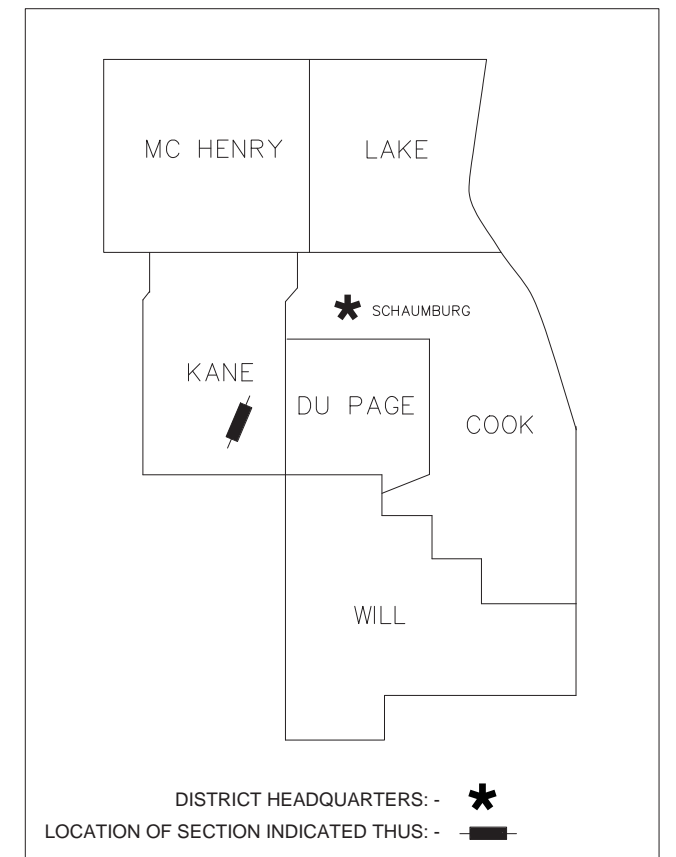 MC HENRY
LAKE
SCHAUMBURG
KANE
DU PAGE
COOK
WILL
DISTRICT HEADQUARTERS: -
LOCATION OF SECTION INDICATED THUS: -